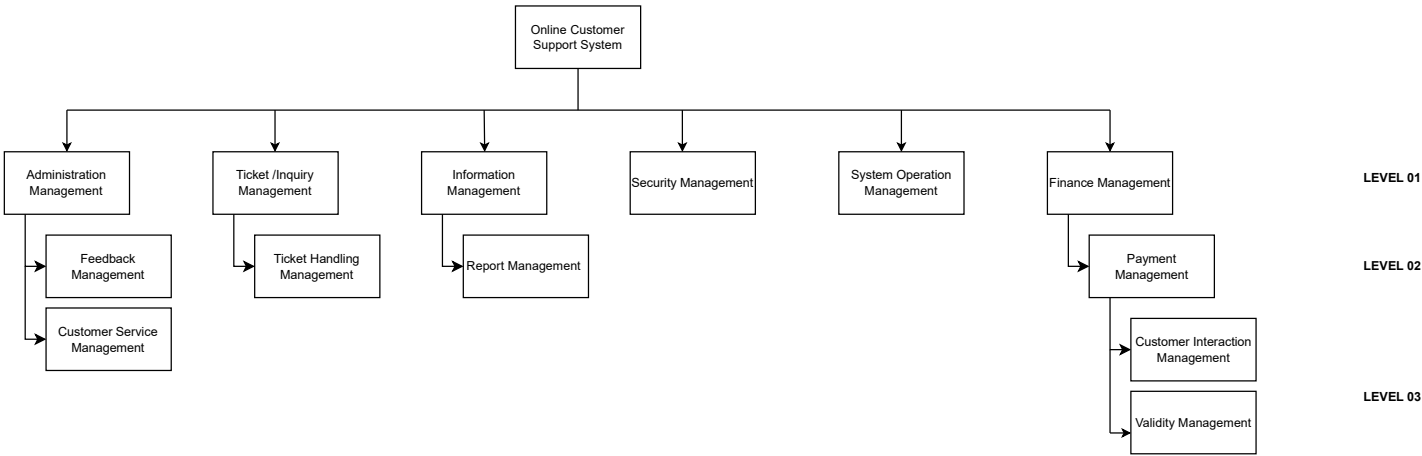 Online Customer
Support System
Administration
Management
Ticket /Inquiry
Management
Information
Management
Security Management
System Operation
Management
Finance Management
LEVEL 01
Feedback
Management
Ticket Handling
Management
Report Management
Payment
Management
LEVEL 02
Customer Service
Management
Customer Interaction
Management
LEVEL 03
Validity Management